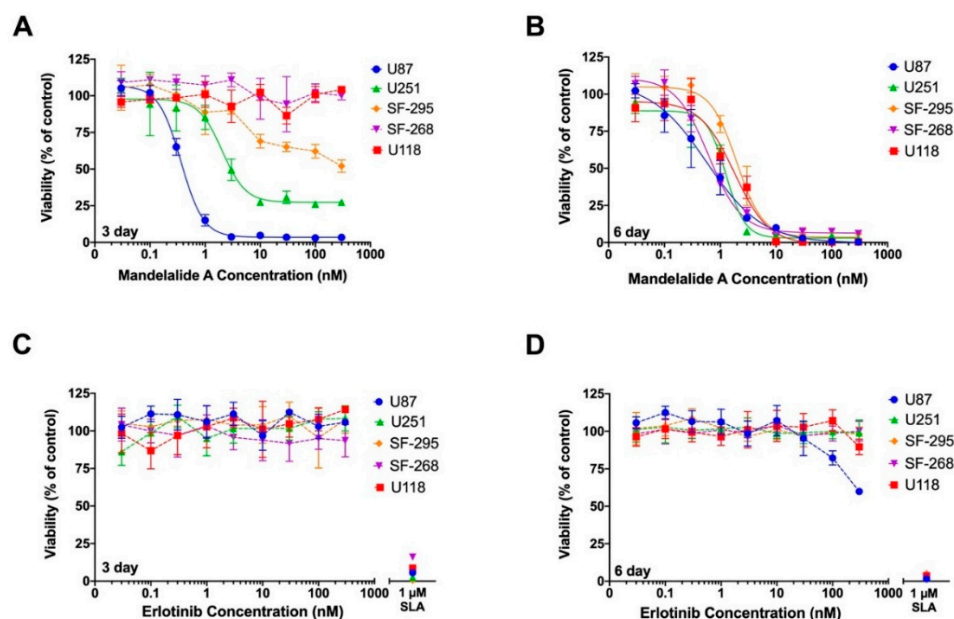 A
Viability (% of control)
125
100
75
50
25
0
3 day
0.1
1
10
100
1000
Mandelalide A Concentration (nM)
U87
U251
SF-295
SF-268
U118
B
Viability (% of control)
125
100
75
50
25
0
6 day
0.1
1
10
100
1000
Mandelalide A Concentration (nM)
U87
U251
SF-295
SF-268
U118
C
Viability (% of control)
125
100
75
50
25
0
3 day
0.1
1
10
100
1000
Erlotinib Concentration (nM)
1 µM
SLA
U87
U251
SF-295
SF-268
U118
D
Viability (% of control)
125
100
75
50
25
0
6 day
0.1
1
10
100
1000
Erlotinib Concentration (nM)
1 µM
SLA
U87
U251
SF-295
SF-268
U118